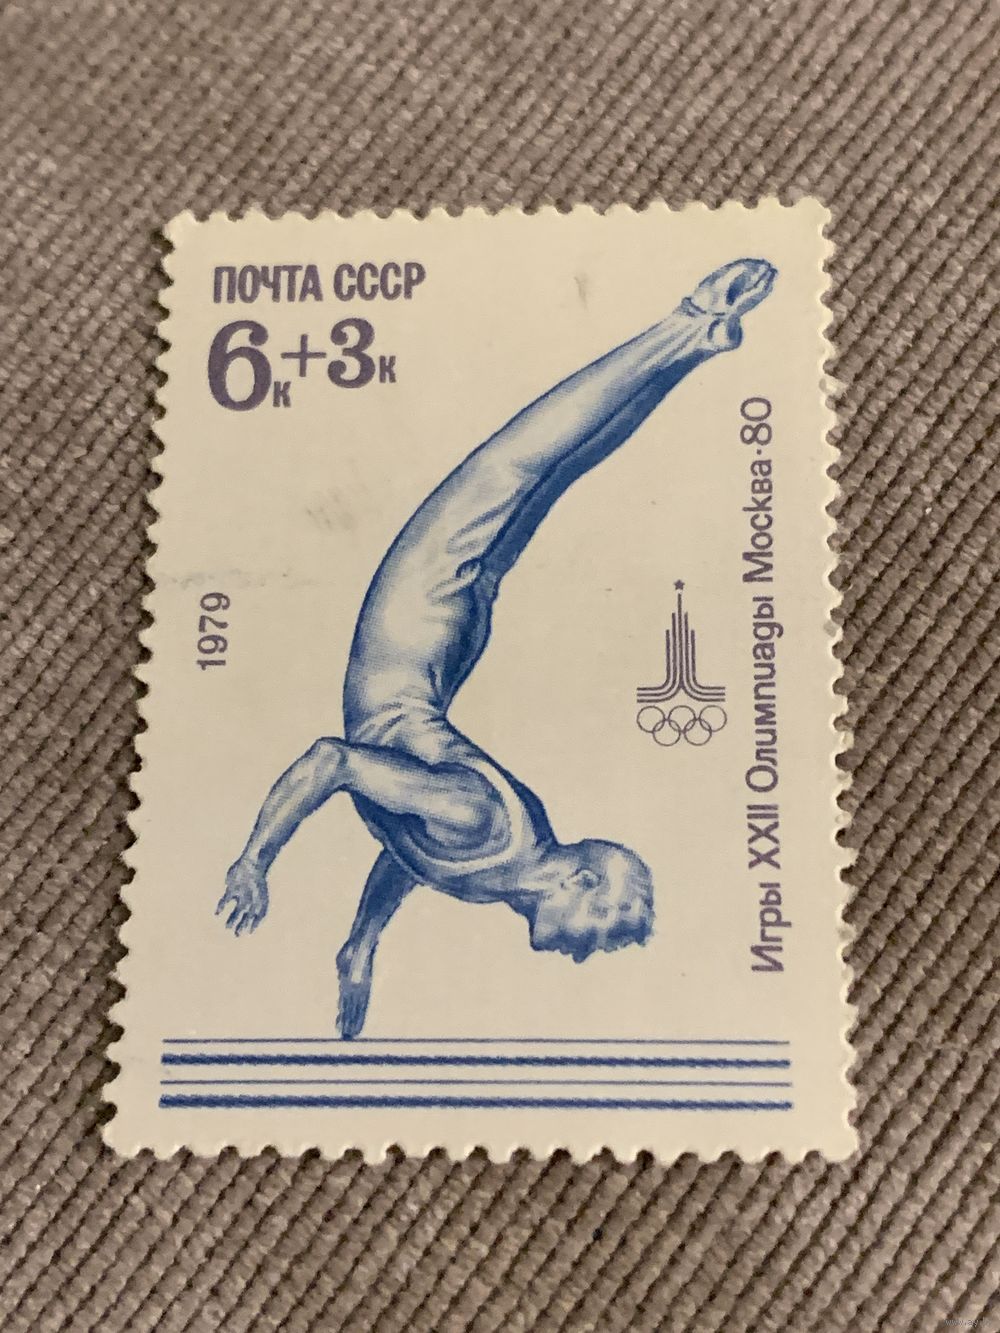 ПОЧТА СССР
6к+3к
1979
Игры XXII Олимпиады Москва·80